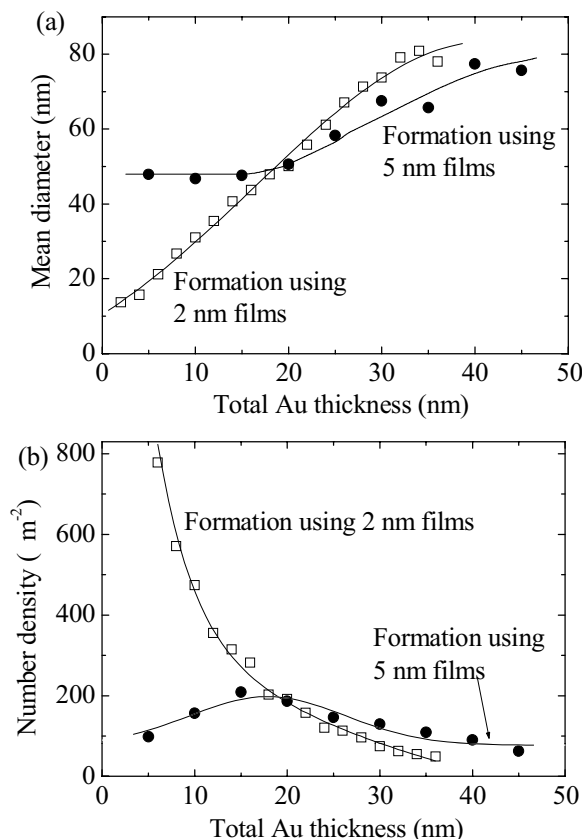 (a)
80
60
40
20
0
Mean diameter (nm)
Formation using
5 nm films
Formation using
2 nm films
0 10 20 30 40 50
Total Au thickness (nm)
(b)
800
600
400
200
0
Number density ( m-2)
Formation using 2 nm films
Formation using
5 nm films
0 10 20 30 40 50
Total Au thickness (nm)